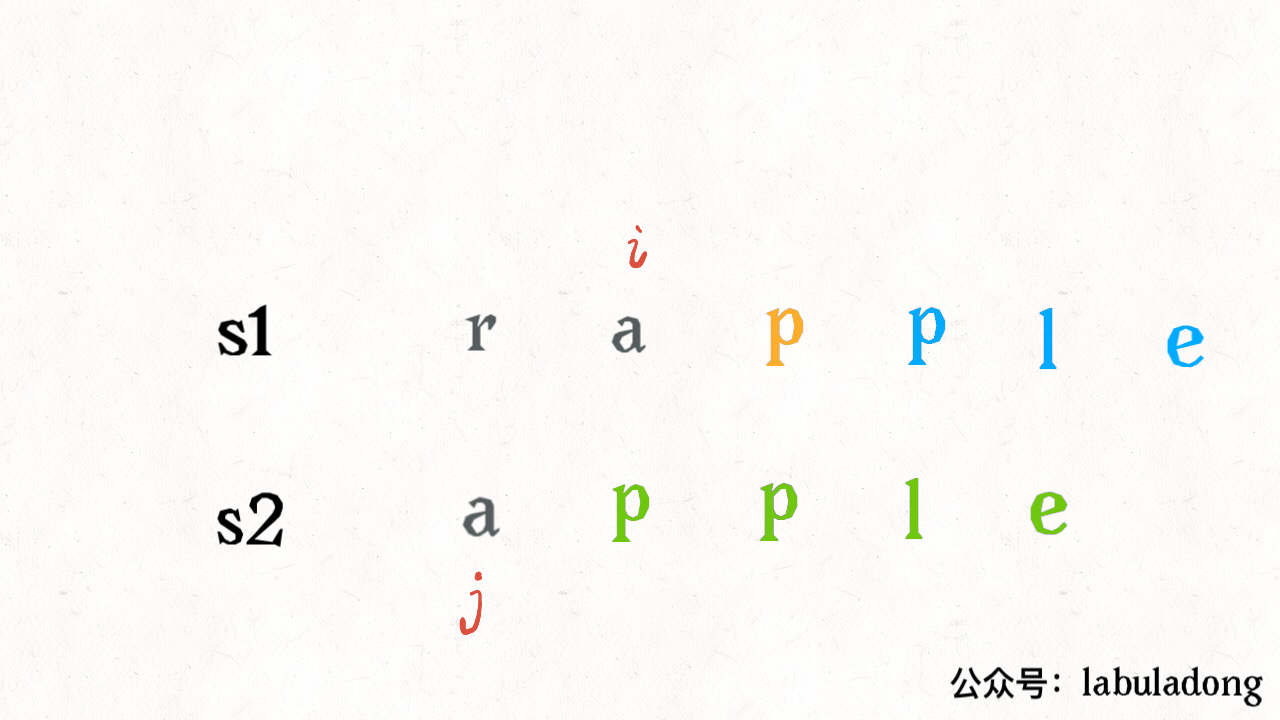 i
s1 r a p p l e
s2 a p p l e
j
公众号：labuladong